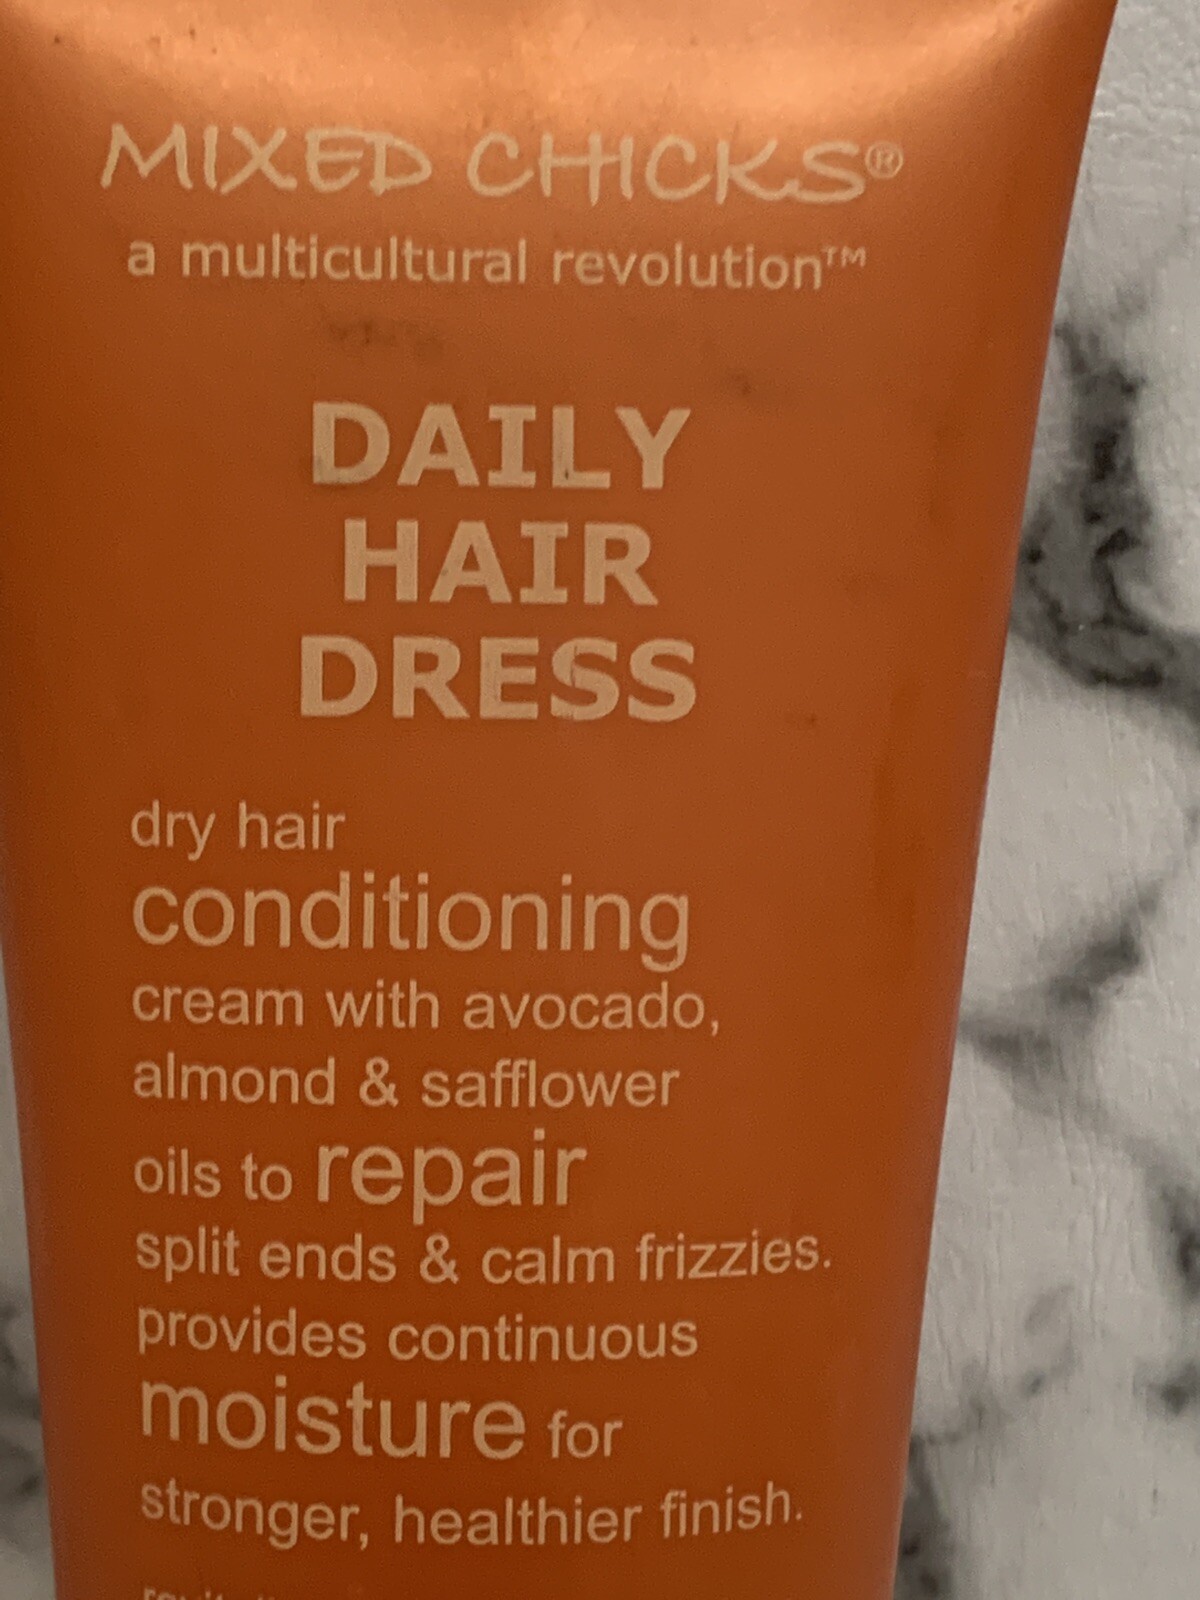 MIXED CHICKS®
a multicultural revolution™
DAILY
HAIR
DRESS
dry hair
conditioning
cream with avocado,
almond & safflower
oils to repair
split ends & calm frizzies.
provides continuous
moisture for
stronger, healthier finish.